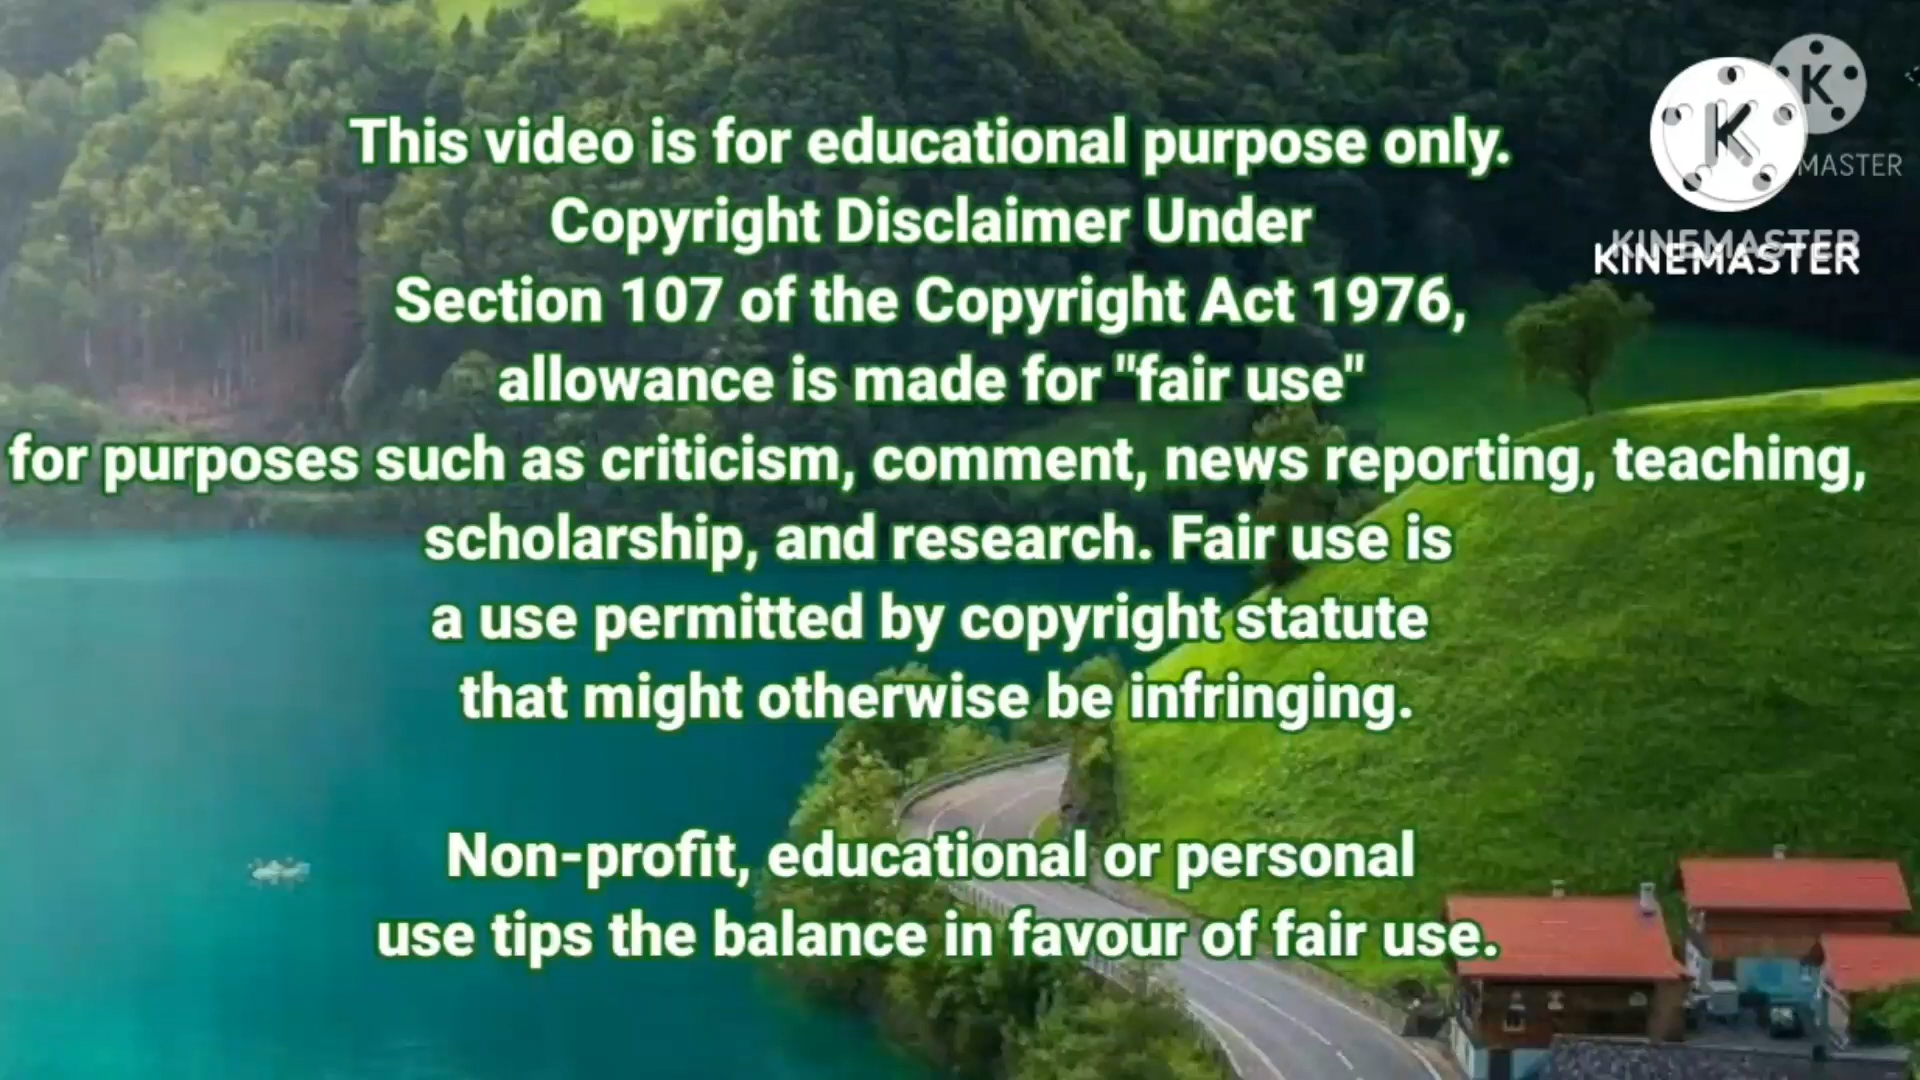 This video is for educational purpose only.
Copyright Disclaimer Under
Section 107 of the Copyright Act 1976,
allowance is made for "fair use"
for purposes such as criticism, comment, news reporting, teaching,
scholarship, and research. Fair use is
a use permitted by copyright statute
that might otherwise be infringing.
Non-profit, educational or personal
use tips the balance in favour of fair use.
K
K
MASTER
KINEMASTER
KINEMASTER